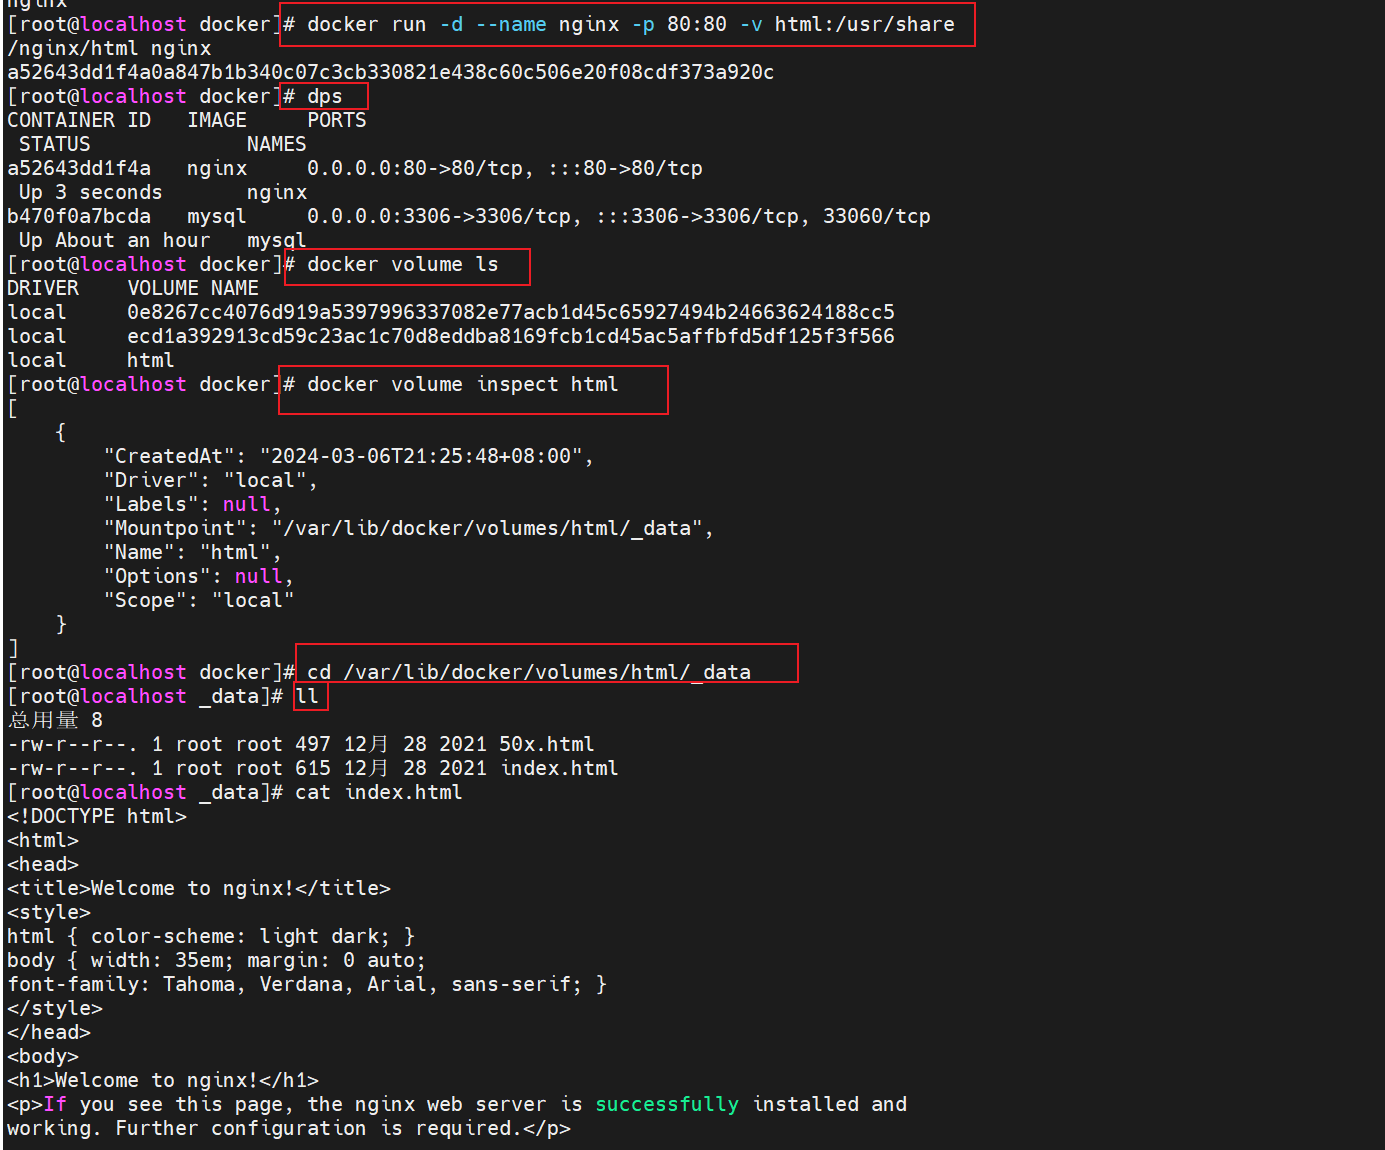 nginx
[root@localhost docker]# docker run -d --name nginx -p 80:80 -v html:/usr/share
/nginx/html nginx
a52643dd1f4a0a847b1b340c07c3cb330821e438c60c506e20f08cdf373a920c
[root@localhost docker]# dps
CONTAINER ID   IMAGE     PORTS
 STATUS             NAMES
a52643dd1f4a   nginx     0.0.0.0:80->80/tcp, :::80->80/tcp
 Up 3 seconds       nginx
b470f0a7bcda   mysql     0.0.0.0:3306->3306/tcp, :::3306->3306/tcp, 33060/tcp
 Up About an hour   mysql
[root@localhost docker]# docker volume ls
DRIVER    VOLUME NAME
local     0e8267cc4076d919a5397996337082e77acb1d45c65927494b24663624188cc5
local     ecd1a392913cd59c23ac1c70d8eddba8169fcb1cd45ac5affbfd5df125f3f566
local     html
[root@localhost docker]# docker volume inspect html
[
    {
        "CreatedAt": "2024-03-06T21:25:48+08:00",
        "Driver": "local",
        "Labels": null,
        "Mountpoint": "/var/lib/docker/volumes/html/_data",
        "Name": "html",
        "Options": null,
        "Scope": "local"
    }
]
[root@localhost docker]# cd /var/lib/docker/volumes/html/_data
[root@localhost _data]# ll
总用量 8
-rw-r--r--. 1 root root 497 12月 28 2021 50x.html
-rw-r--r--. 1 root root 615 12月 28 2021 index.html
[root@localhost _data]# cat index.html
<!DOCTYPE html>
<html>
<head>
<title>Welcome to nginx!</title>
<style>
html { color-scheme: light dark; }
body { width: 35em; margin: 0 auto;
font-family: Tahoma, Verdana, Arial, sans-serif; }
</style>
</head>
<body>
<h1>Welcome to nginx!</h1>
<p>If you see this page, the nginx web server is successfully installed and
working. Further configuration is required.</p>